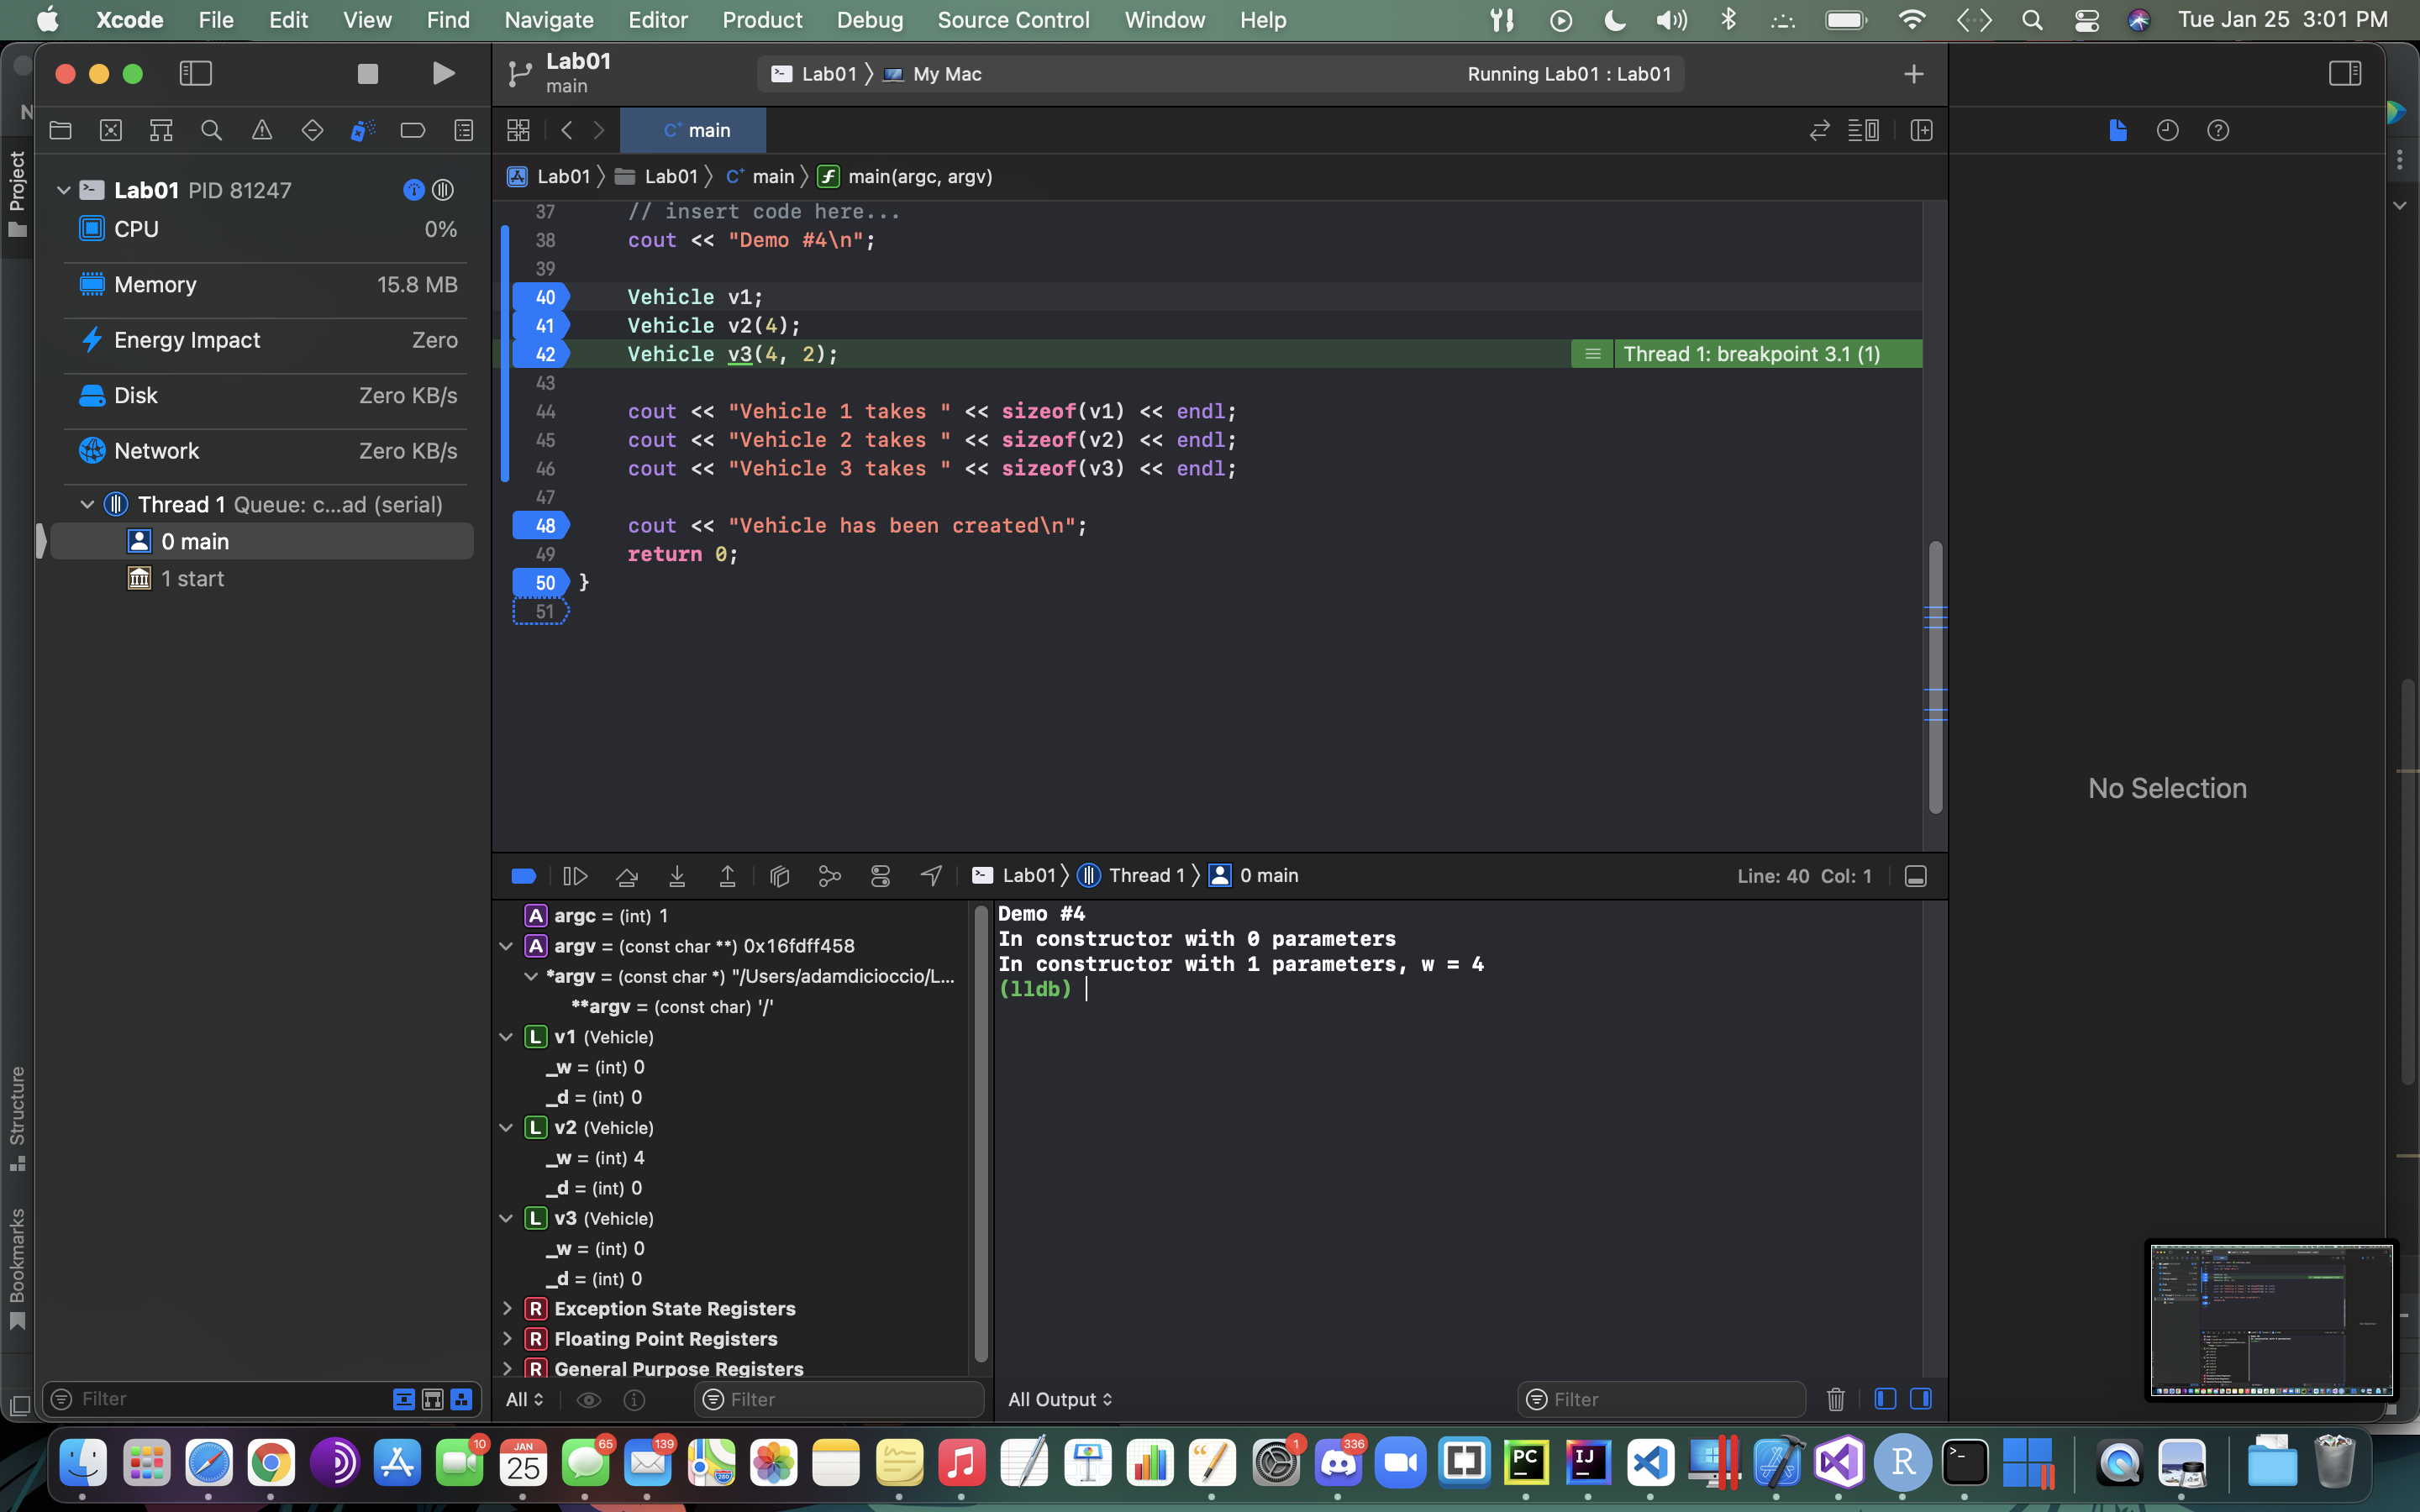 Xcode File Edit View Find Navigate Editor Product Debug Source Control Window Help Tue Jan 25 3:01 PM
Lab01
main
Lab01 My Mac Running Lab01 : Lab01
main
Project
Structure
Bookmarks
Lab01 PID 81247
CPU 0%
Memory 15.8 MB
Energy Impact Zero
Disk Zero KB/s
Network Zero KB/s
Thread 1 Queue: c...ad (serial)
0 main
1 start
Filter
Lab01 Lab01 main main(argc, argv)
37 // insert code here...
38 cout << "Demo #4\n";
39
40 Vehicle v1;
41 Vehicle v2(4);
42 Vehicle v3(4, 2); Thread 1: breakpoint 3.1 (1)
43
44 cout << "Vehicle 1 takes " << sizeof(v1) << endl;
45 cout << "Vehicle 2 takes " << sizeof(v2) << endl;
46 cout << "Vehicle 3 takes " << sizeof(v3) << endl;
47
48 cout << "Vehicle has been created\n";
49 return 0;
50 }
51
No Selection
Lab01 Thread 1 0 main Line: 40 Col: 1
A argc = (int) 1
A argv = (const char **) 0x16fdff458
*argv = (const char *) "/Users/adamdicioccio/L...
**argv = (const char) '/'
L v1 (Vehicle)
_w = (int) 0
_d = (int) 0
L v2 (Vehicle)
_w = (int) 4
_d = (int) 0
L v3 (Vehicle)
_w = (int) 0
_d = (int) 0
R Exception State Registers
R Floating Point Registers
R General Purpose Registers
All Filter
Demo #4
In constructor with 0 parameters
In constructor with 1 parameters, w = 4
(lldb)
All Output Filter
10 JAN 25 65 139 280 1 336 PC IJ R